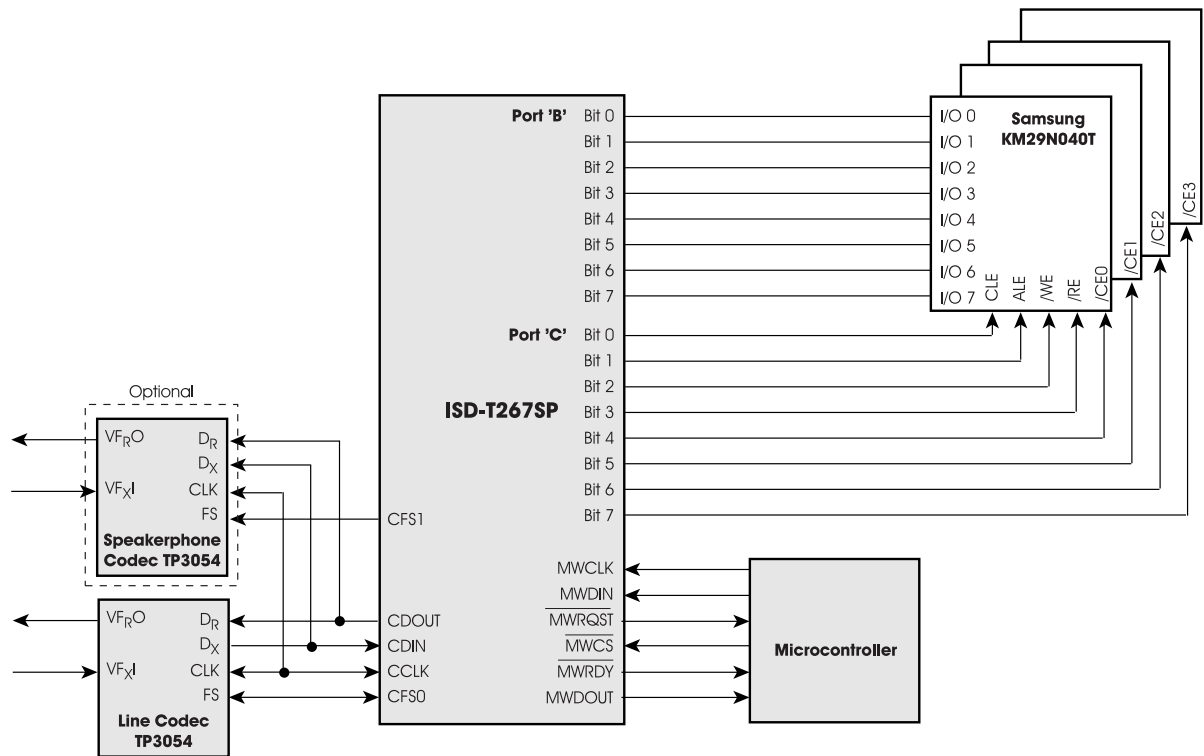 Optional
VFRO
DR
DX
VFXI
CLK
FS
Speakerphone
Codec TP3054
VFRO
DR
DX
VFXI
CLK
FS
Line Codec
TP3054
ISD-T267SP
CFS1
CDOUT
CDIN
CCLK
CFS0
Port 'B' Bit 0
Bit 1
Bit 2
Bit 3
Bit 4
Bit 5
Bit 6
Bit 7
Port 'C' Bit 0
Bit 1
Bit 2
Bit 3
Bit 4
Bit 5
Bit 6
Bit 7
MWCLK
MWDIN
MWRQST
MWCS
MWRDY
MWDOUT
Microcontroller
Samsung
KM29N040T
I/O 0
I/O 1
I/O 2
I/O 3
I/O 4
I/O 5
I/O 6
I/O 7
CLE
ALE
/WE
/RE
/CE0
/CE1
/CE2
/CE3